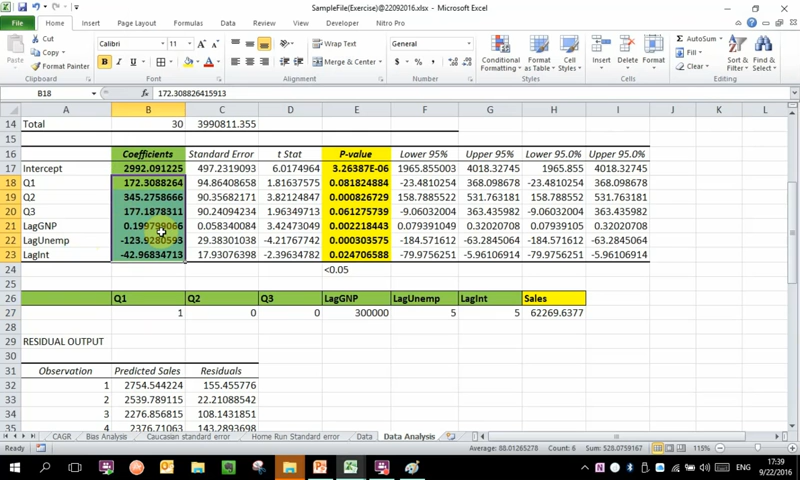 SampleFile(Exercise)@22092016.xlsx - Microsoft Excel
File Home Insert Page Layout Formulas Data Review View Developer Nitro Pro
Cut
Copy
Format Painter
Paste
Clipboard
Calibri 11
Font
Wrap Text
Merge & Center
Alignment
General
Number
Conditional Formatting
Format as Table
Cell Styles
Styles
Insert Delete Format
Cells
AutoSum
Fill
Clear
Sort & Filter
Find & Select
Editing
B18 fx 172.308826415913
A B C D E F G H I J K L
14 Total 30 3990811.355
15
16 Coefficients Standard Error t Stat P-value Lower 95% Upper 95% Lower 95.0% Upper 95.0%
17 Intercept 2992.091225 497.2319093 6.0174964 3.26387E-06 1965.855003 4018.32745 1965.855 4018.32745
18 Q1 172.3088264 94.86408658 1.81637575 0.081824884 -23.4810254 368.098678 -23.4810254 368.098678
19 Q2 345.2758666 90.35682571 3.82124847 0.000826729 158.7885522 531.763181 158.788552 531.763181
20 Q3 177.1878311 90.24094234 1.96349713 0.061275739 -9.06032004 363.435982 -9.06032004 363.435982
21 LagGNP 0.199799066 0.058340084 3.42473049 0.002218443 0.079391049 0.32020708 0.07939105 0.32020708
22 LagUnemp -123.9280593 29.38301038 -4.21767742 0.000303575 -184.571612 -63.2845064 -184.571612 -63.2845064
23 LagInt -42.96834713 17.93076398 -2.39634782 0.024706588 -79.9756251 -5.96106914 -79.9756251 -5.96106914
24 <0.05
25
26 Q1 Q2 Q3 LagGNP LagUnemp LagInt Sales
27 1 0 0 300000 5 5 62269.6377
28
29 RESIDUAL OUTPUT
30
31 Observation Predicted Sales Residuals
32 1 2754.544224 155.455776
33 2 2539.789115 22.21088542
34 3 2276.856815 108.1431851
35 4 2376.71063 143.2893698
CAGR Bias Analysis Caucasian standard error Home Run Standard error Data Data Analysis
Ready Average: 88.01265278 Count: 6 Sum: 528.0759167 115%
ENG 17:39
9/22/2016